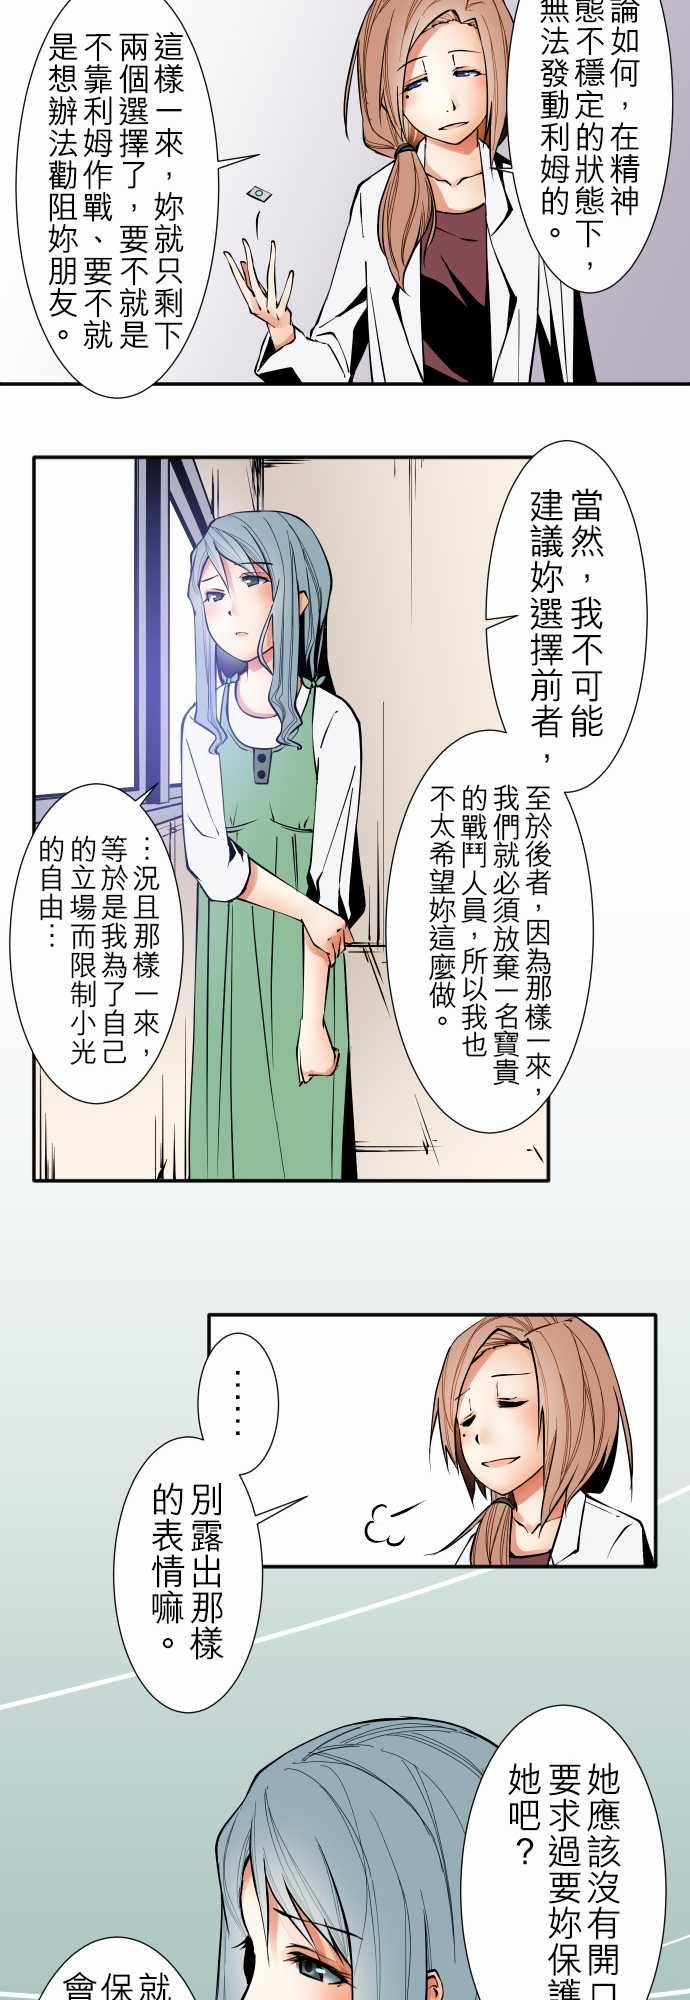 論如何，在精神
態不穩定的狀態下，
無法發動利姆的。
這樣一來，妳就只剩下
兩個選擇了，要不就是
不靠利姆作戰、要不就
是想辦法勸阻妳朋友。
當然，我不可能
建議妳選擇前者，
至於後者，因為那樣一來，
我們就必須放棄一名寶貴
的戰鬥人員，所以我也
不太希望妳這麼做。
…況且那樣一來，
等於是我為了自己
的立場而限制小光
的自由…
……
別露出那樣
的表情嘛。
她應該沒有開口
要求過要妳保護
她吧？
就
會保